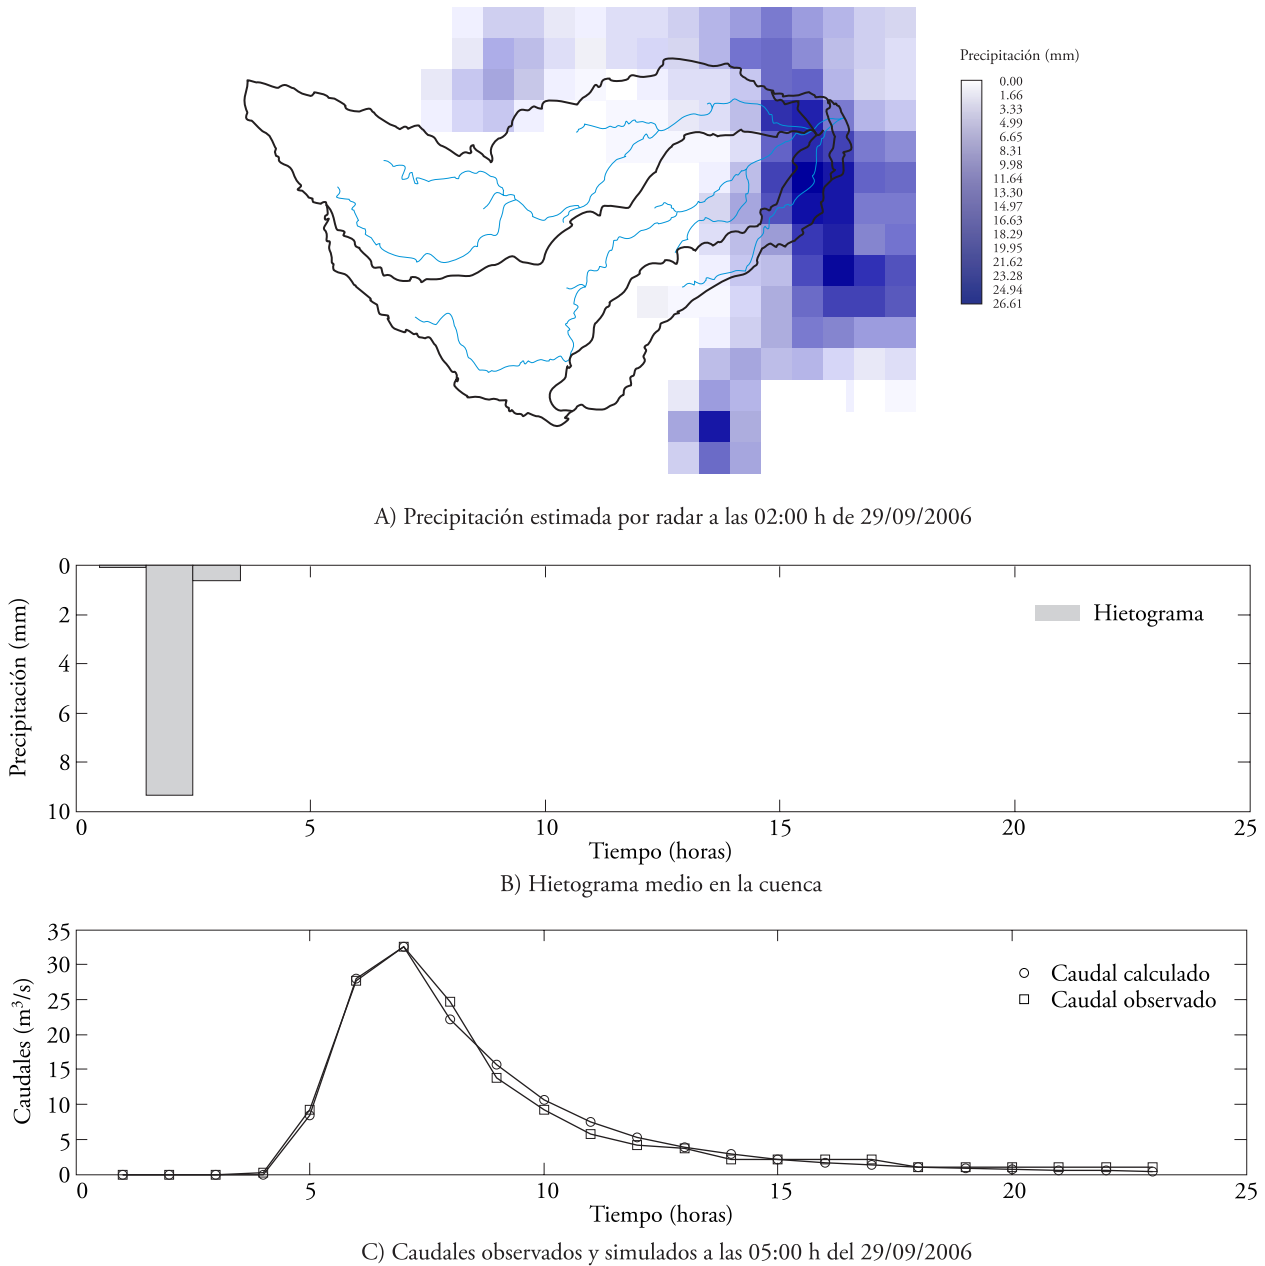 Precipitación (mm)
0.00
1.66
3.33
4.99
6.65
8.31
9.98
11.64
13.30
14.97
16.63
18.29
19.95
21.62
23.28
24.94
26.61
A) Precipitación estimada por radar a las 02:00 h de 29/09/2006
Precipitación (mm)
0
2
4
6
8
10
Hietograma
0 5 10 15 20 25
Tiempo (horas)
B) Hietograma medio en la cuenca
Caudales (m³/s)
35
30
25
20
15
10
5
0
Caudal calculado
Caudal observado
0 5 10 15 20 25
Tiempo (horas)
C) Caudales observados y simulados a las 05:00 h del 29/09/2006